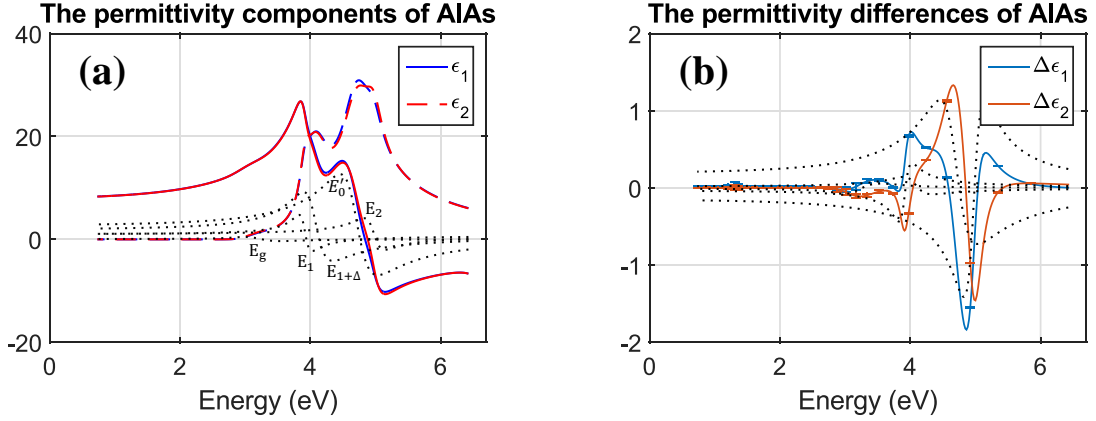 The permittivity components of AlAs
40
20
0
-20
(a)
ϵ1
ϵ2
E0
E2
Eg
E1
E1+Δ
0
2
4
6
Energy (eV)
The permittivity differences of AlAs
2
1
0
-1
-2
(b)
Δϵ1
Δϵ2
0
2
4
6
Energy (eV)